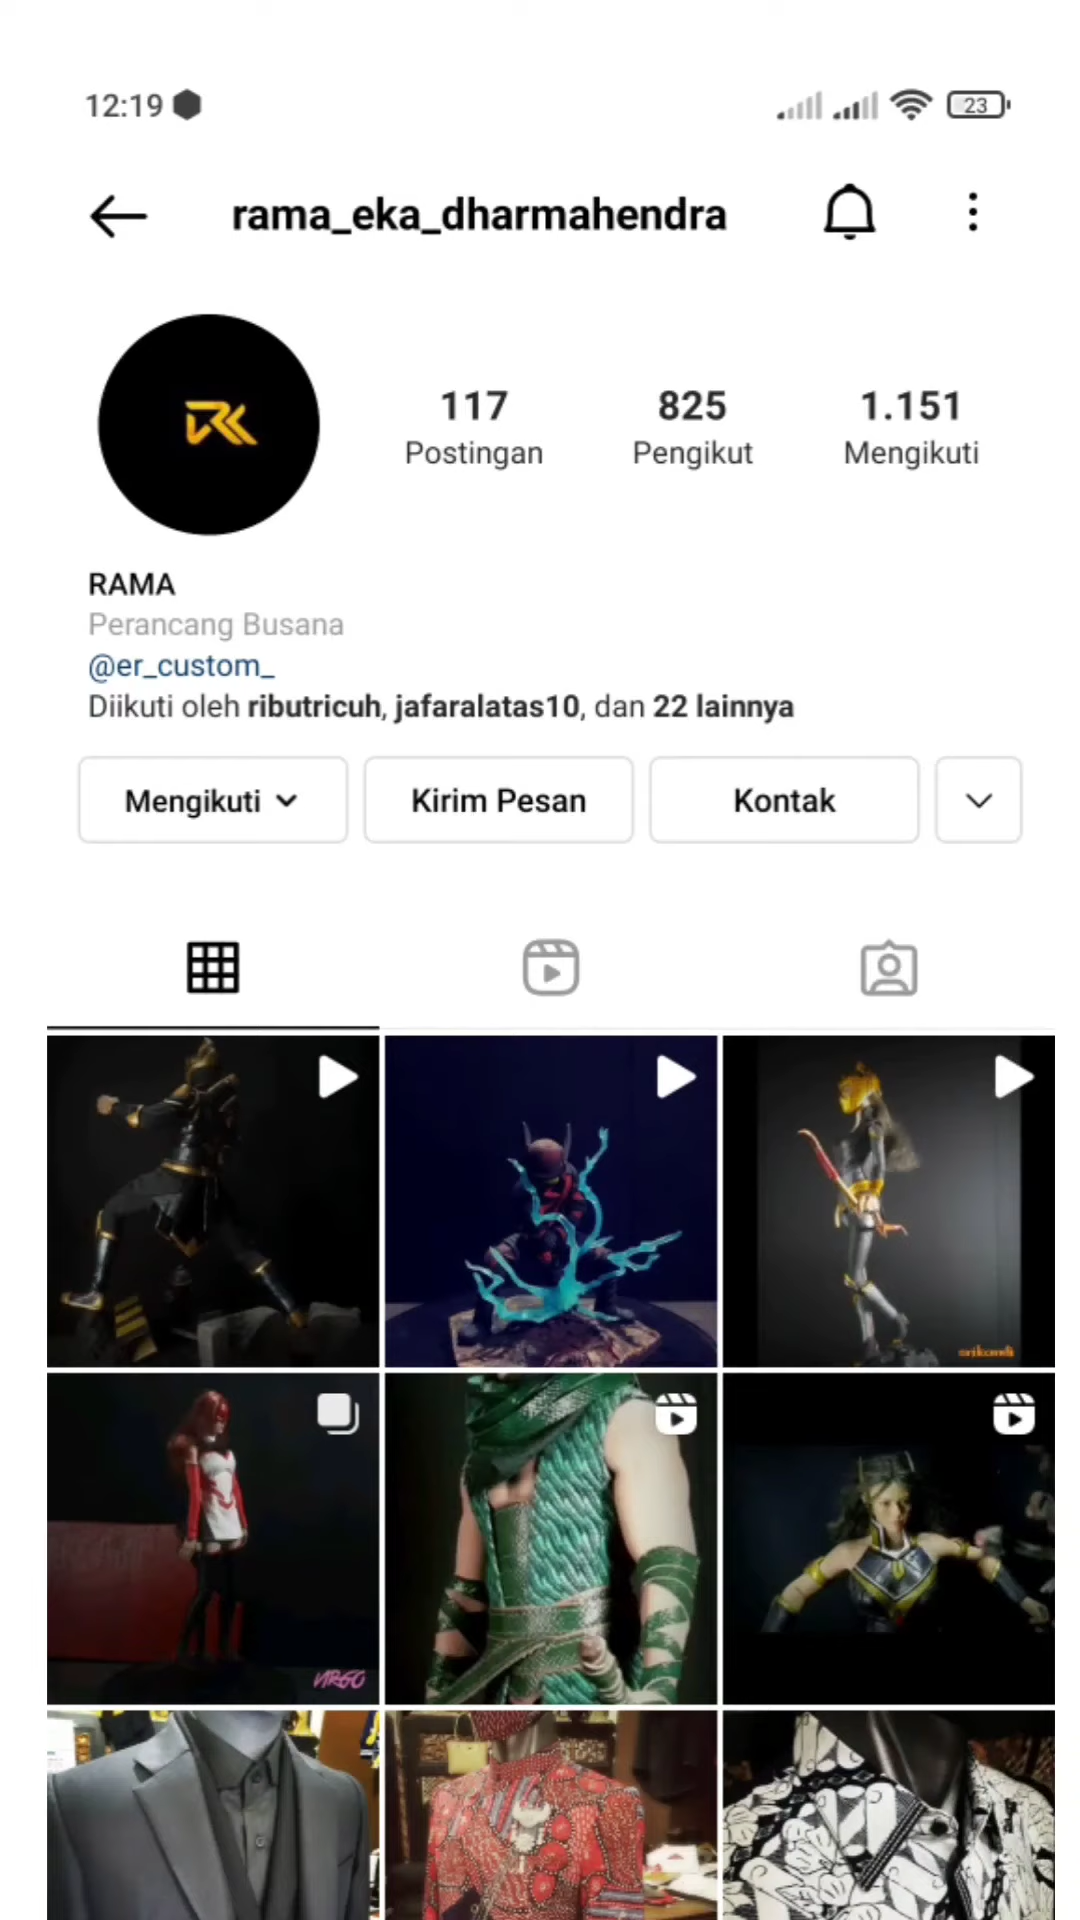 12:19
23
rama_eka_dharmahendra
117
825
1.151
Postingan
Pengikut
Mengikuti
RAMA
Perancang Busana
@er_custom_
Diikuti oleh ributricuh, jafaralatas10, dan 22 lainnya
Mengikuti
Kirim Pesan
Kontak
srikandi
VIRGO